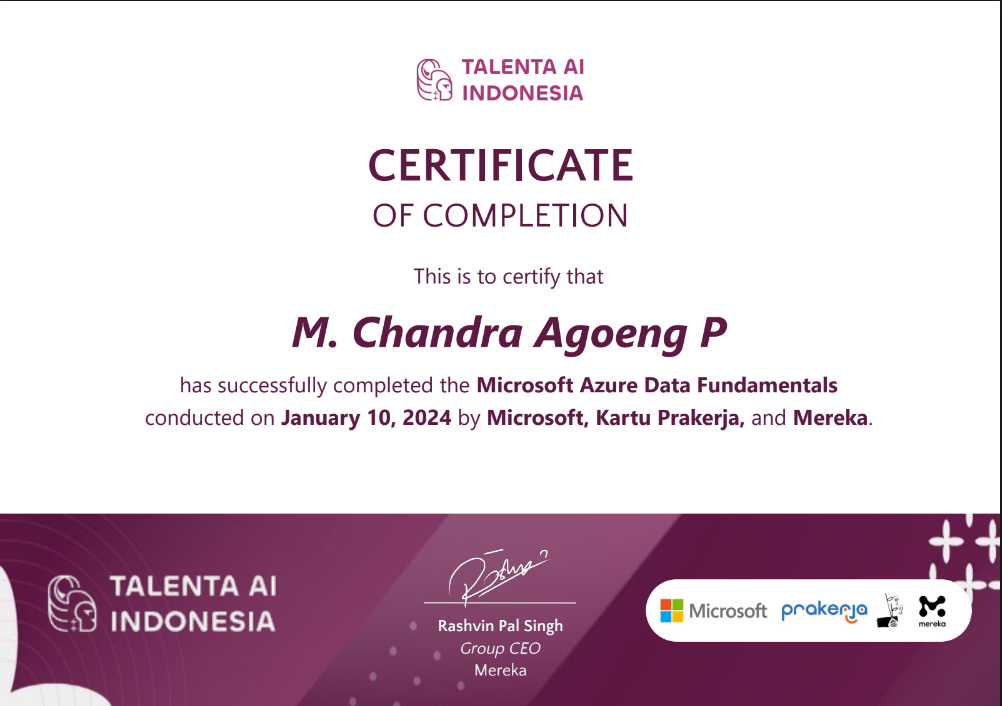 TALENTA AI
INDONESIA
CERTIFICATE
OF COMPLETION
This is to certify that
M. Chandra Agoeng P
has successfully completed the Microsoft Azure Data Fundamentals
conducted on January 10, 2024 by Microsoft, Kartu Prakerja, and Mereka.
TALENTA AI
INDONESIA
Rashvin Pal Singh
Group CEO
Mereka
Microsoft
prakerja
mereka